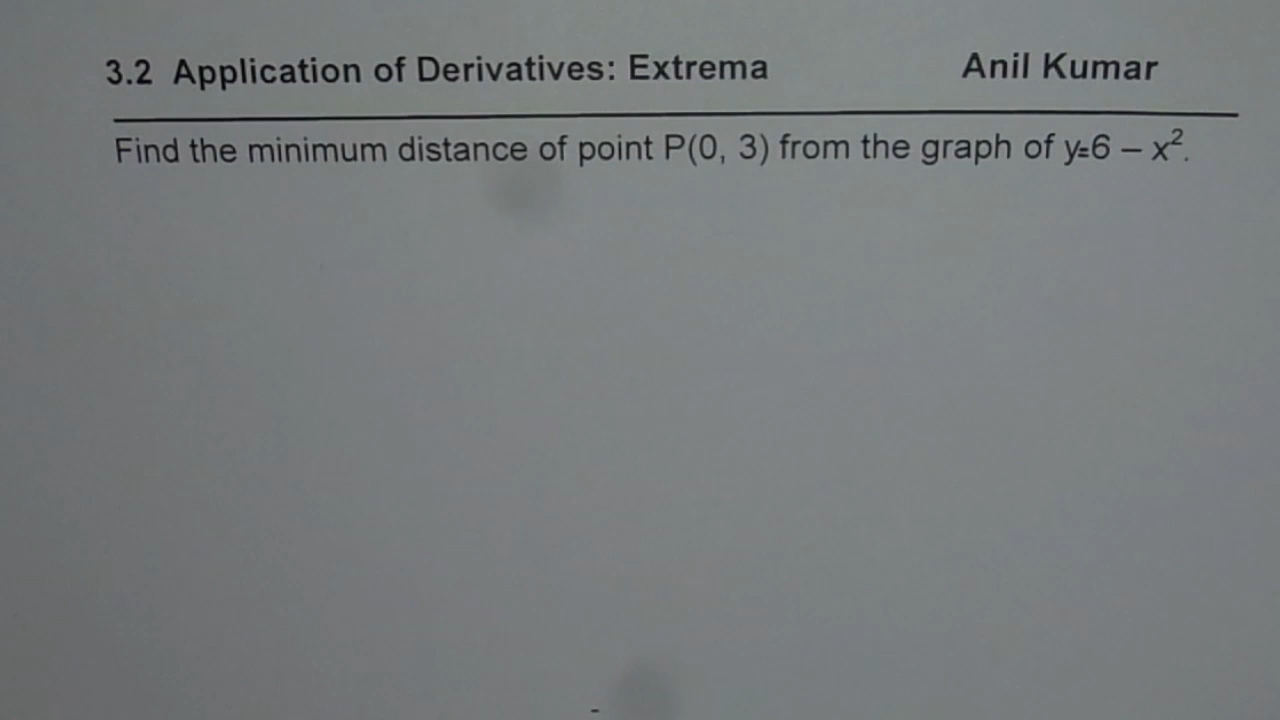 3.2 Application of Derivatives: Extrema Anil Kumar
Find the minimum distance of point P(0, 3) from the graph of y=6 – x².